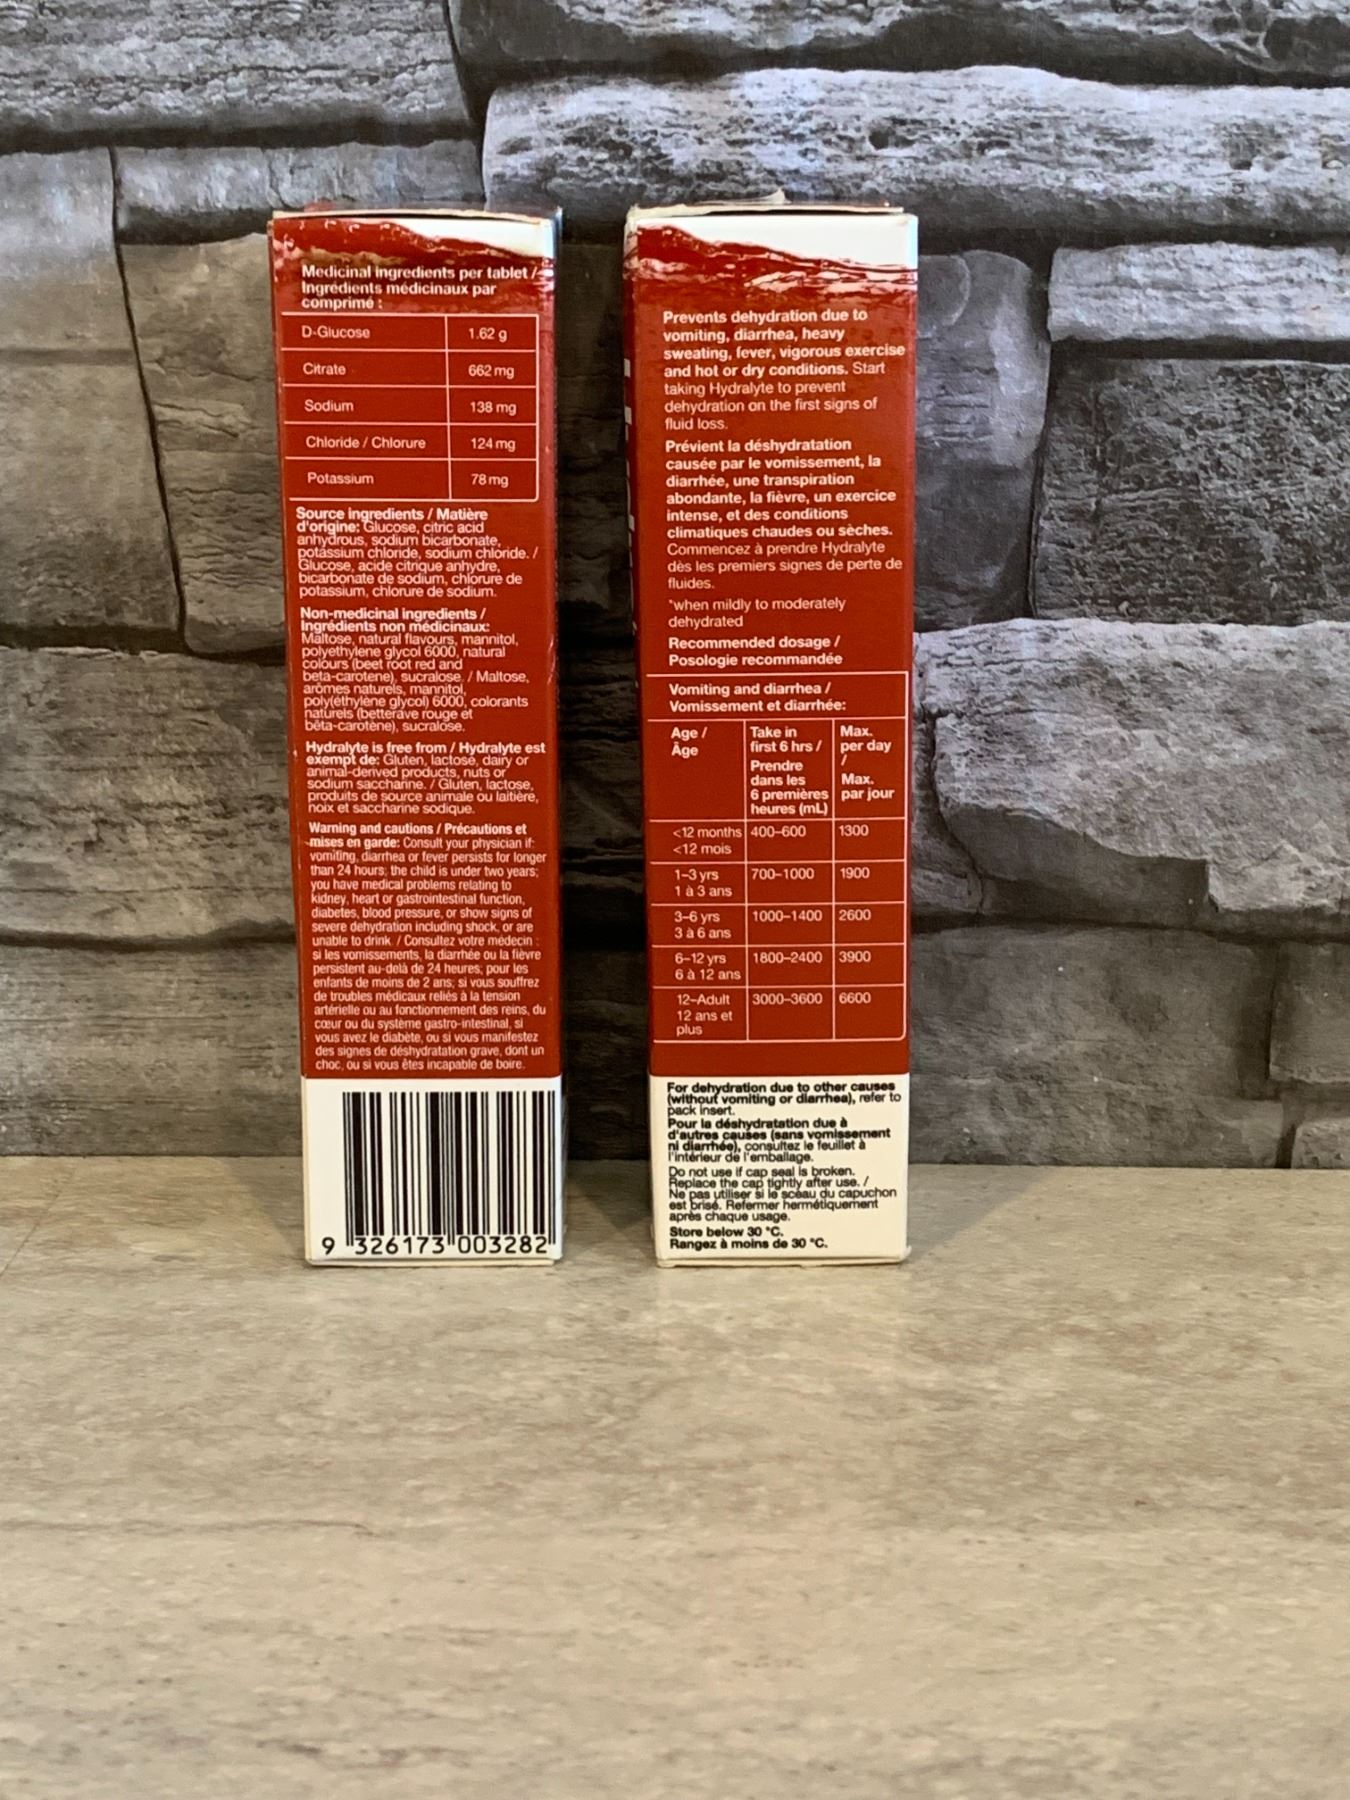 Medicinal ingredients per tablet /
Ingrédients médicinaux par
comprimé :
D-Glucose 1.62 g
Citrate 662 mg
Sodium 138 mg
Chloride / Chlorure 124 mg
Potassium 78 mg
Source ingredients / Matière
d'origine: Glucose, citric acid
anhydrous, sodium bicarbonate,
potassium chloride, sodium chloride. /
Glucose, acide citrique anhydre,
bicarbonate de sodium, chlorure de
potassium, chlorure de sodium.
Non-medicinal ingredients /
Ingrédients non médicinaux:
Maltose, natural flavours, mannitol,
polyethylene glycol 6000, natural
colours (beet root red and
beta-carotene), sucralose. / Maltose,
arômes naturels, mannitol,
poly(éthylène glycol) 6000, colorants
naturels (betterave rouge et
bêta-carotène), sucralose.
Hydralyte is free from / Hydralyte est
exempt de: Gluten, lactose, dairy or
animal-derived products, nuts or
sodium saccharine. / Gluten, lactose,
produits de source animale ou laitière,
noix et saccharine sodique.
Warning and cautions / Précautions et
mises en garde: Consult your physician if:
vomiting, diarrhea or fever persists for longer
than 24 hours; the child is under two years;
you have medical problems relating to
kidney, heart or gastrointestinal function,
diabetes, blood pressure, or show signs of
severe dehydration including shock, or are
unable to drink. / Consultez votre médecin :
si les vomissements, la diarrhée ou la fièvre
persistent au-delà de 24 heures; pour les
enfants de moins de 2 ans; si vous souffrez
de troubles médicaux reliés à la tension
artérielle ou au fonctionnement des reins, du
cœur ou du système gastro-intestinal, si
vous avez le diabète, ou si vous manifestez
des signes de déshydratation grave, dont un
choc, ou si vous êtes incapable de boire.
9 326173 003282
Prevents dehydration due to
vomiting, diarrhea, heavy
sweating, fever, vigorous exercise
and hot or dry conditions. Start
taking Hydralyte to prevent
dehydration on the first signs of
fluid loss.
Prévient la déshydratation
causée par le vomissement, la
diarrhée, une transpiration
abondante, la fièvre, un exercice
intense, et des conditions
climatiques chaudes ou sèches.
Commencez à prendre Hydralyte
dès les premiers signes de perte de
fluides.
*when mildly to moderately
dehydrated
Recommended dosage /
Posologie recommandée
Vomiting and diarrhea /
Vomissement et diarrhée:
Age /
Âge
Take in
first 6 hrs /
Prendre
dans les
6 premières
heures (mL)
Max.
per day
/
Max.
par jour
<12 months 400–600 1300
<12 mois
1–3 yrs 700–1000 1900
1 à 3 ans
3–6 yrs 1000–1400 2600
3 à 6 ans
6–12 yrs 1800–2400 3900
6 à 12 ans
12–Adult 3000–3600 6600
12 ans et
plus
For dehydration due to other causes
(without vomiting or diarrhea), refer to
pack insert.
Pour la déshydratation due à
d'autres causes (sans vomissement
ni diarrhée), consultez le feuillet à
l'intérieur de l'emballage.
Do not use if cap seal is broken.
Replace the cap tightly after use. /
Ne pas utiliser si le sceau du capuchon
est brisé. Refermer hermétiquement
après chaque usage.
Store below 30 °C.
Rangez à moins de 30 °C.